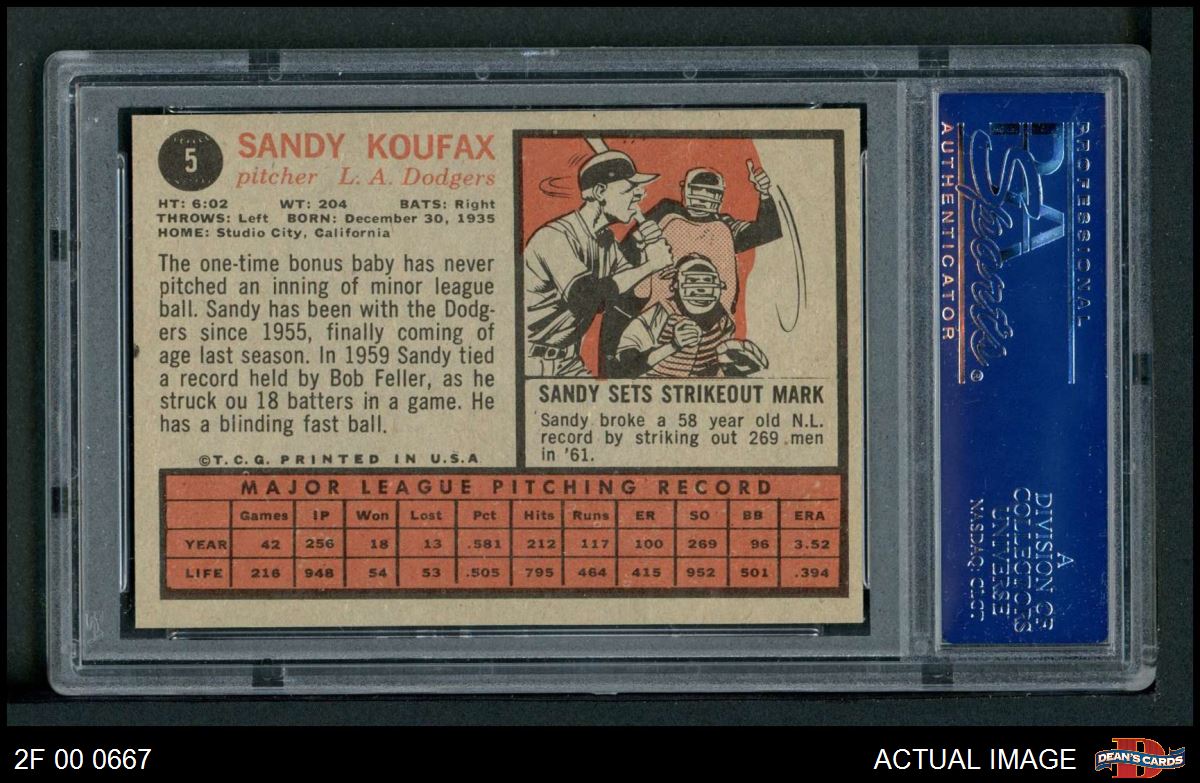 5
SANDY KOUFAX
pitcher L. A. Dodgers
HT: 6:02 WT: 204 BATS: Right
THROWS: Left BORN: December 30, 1935
HOME: Studio City, California
The one-time bonus baby has never
pitched an inning of minor league
ball. Sandy has been with the Dodg-
ers since 1955, finally coming of
age last season. In 1959 Sandy tied
a record held by Bob Feller, as he
struck ou 18 batters in a game. He
has a blinding fast ball.
©T. C. G. PRINTED IN U.S.A.
SANDY SETS STRIKEOUT MARK
Sandy broke a 58 year old N.L.
record by striking out 269 men
in '61.
MAJOR LEAGUE PITCHING RECORD
Games IP Won Lost Pct Hits Runs ER SO BB ERA
YEAR 42 256 18 13 .581 212 117 100 269 96 3.52
LIFE 216 948 54 53 .505 795 464 415 952 501 .394
PROFESSIONAL
PSA
Sports
®
AUTHENTICATOR
A
DIVISION OF
COLLECTORS
UNIVERSE
NASDAQ: CLCT
2F 00 0667
ACTUAL IMAGE
D
DEAN'S CARDS